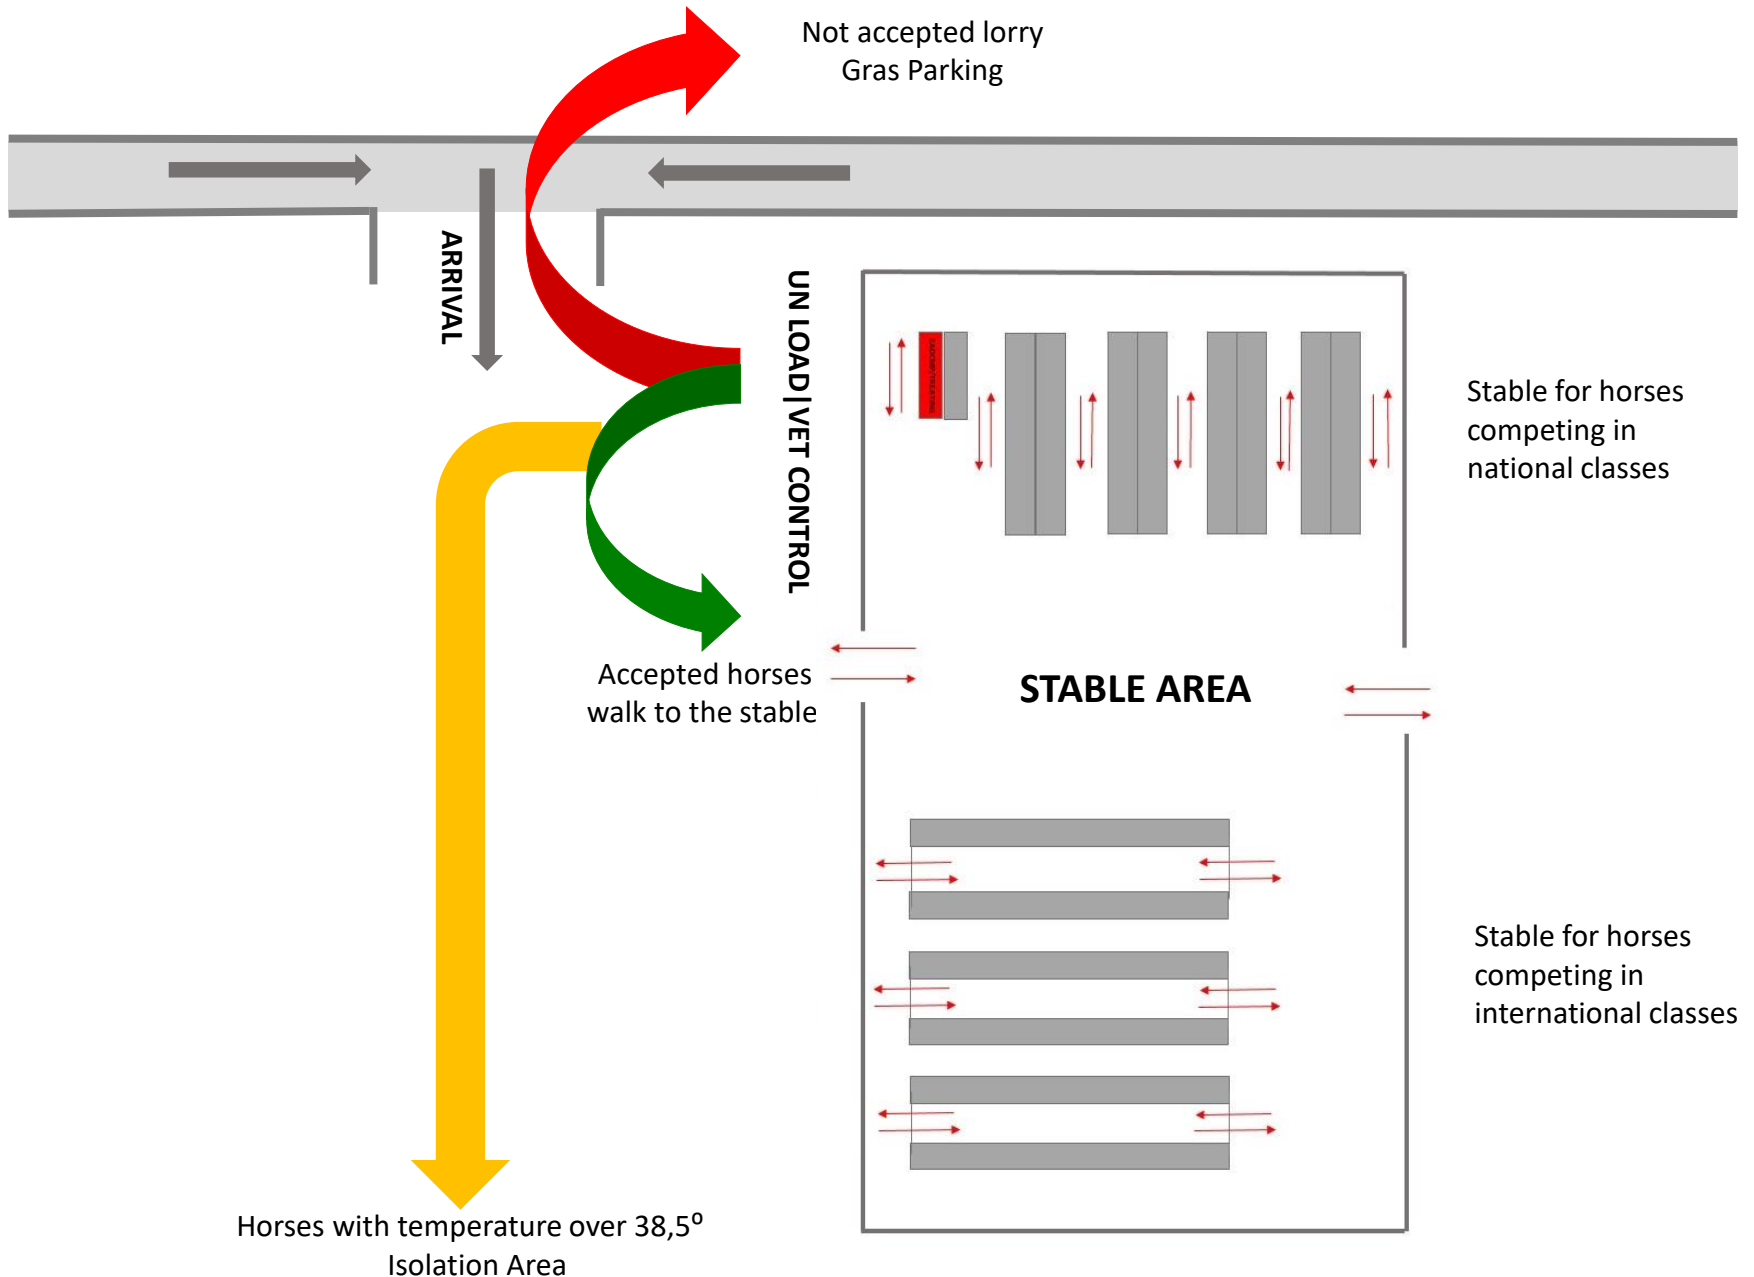 Not accepted lorry
Gras Parking
ARRIVAL
UN LOAD|VET CONTROL
Stable for horses
competing in
national classes
Accepted horses
walk to the stable
STABLE AREA
Stable for horses
competing in
international classes
Horses with temperature over 38,5⁰
Isolation Area